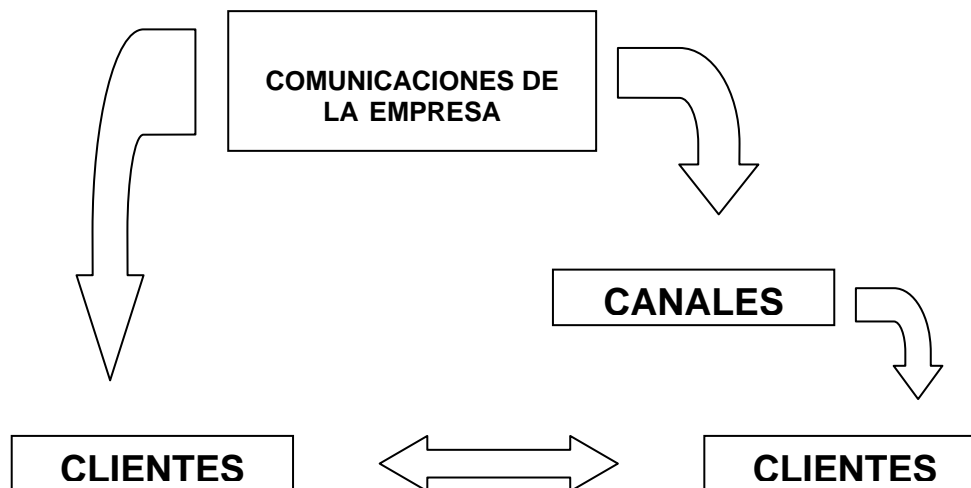 COMUNICACIONES DE
LA EMPRESA
CANALES
CLIENTES
CLIENTES